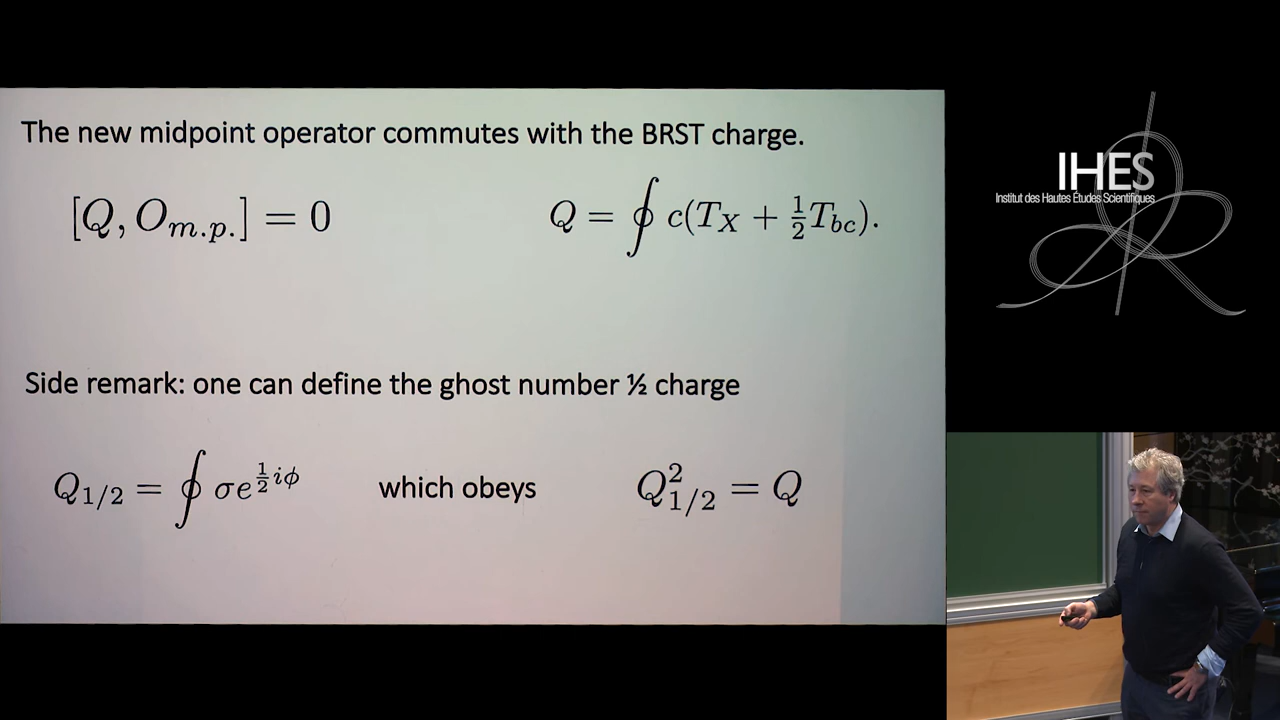 The new midpoint operator commutes with the BRST charge.
[Q, O_{m.p.}] = 0
Q = ∮ c(T_X + ½T_{bc}).
Side remark: one can define the ghost number ½ charge
Q_{1/2} = ∮ σe^{½iφ} which obeys Q²_{1/2} = Q
IHES
Institut des Hautes Études Scientifiques